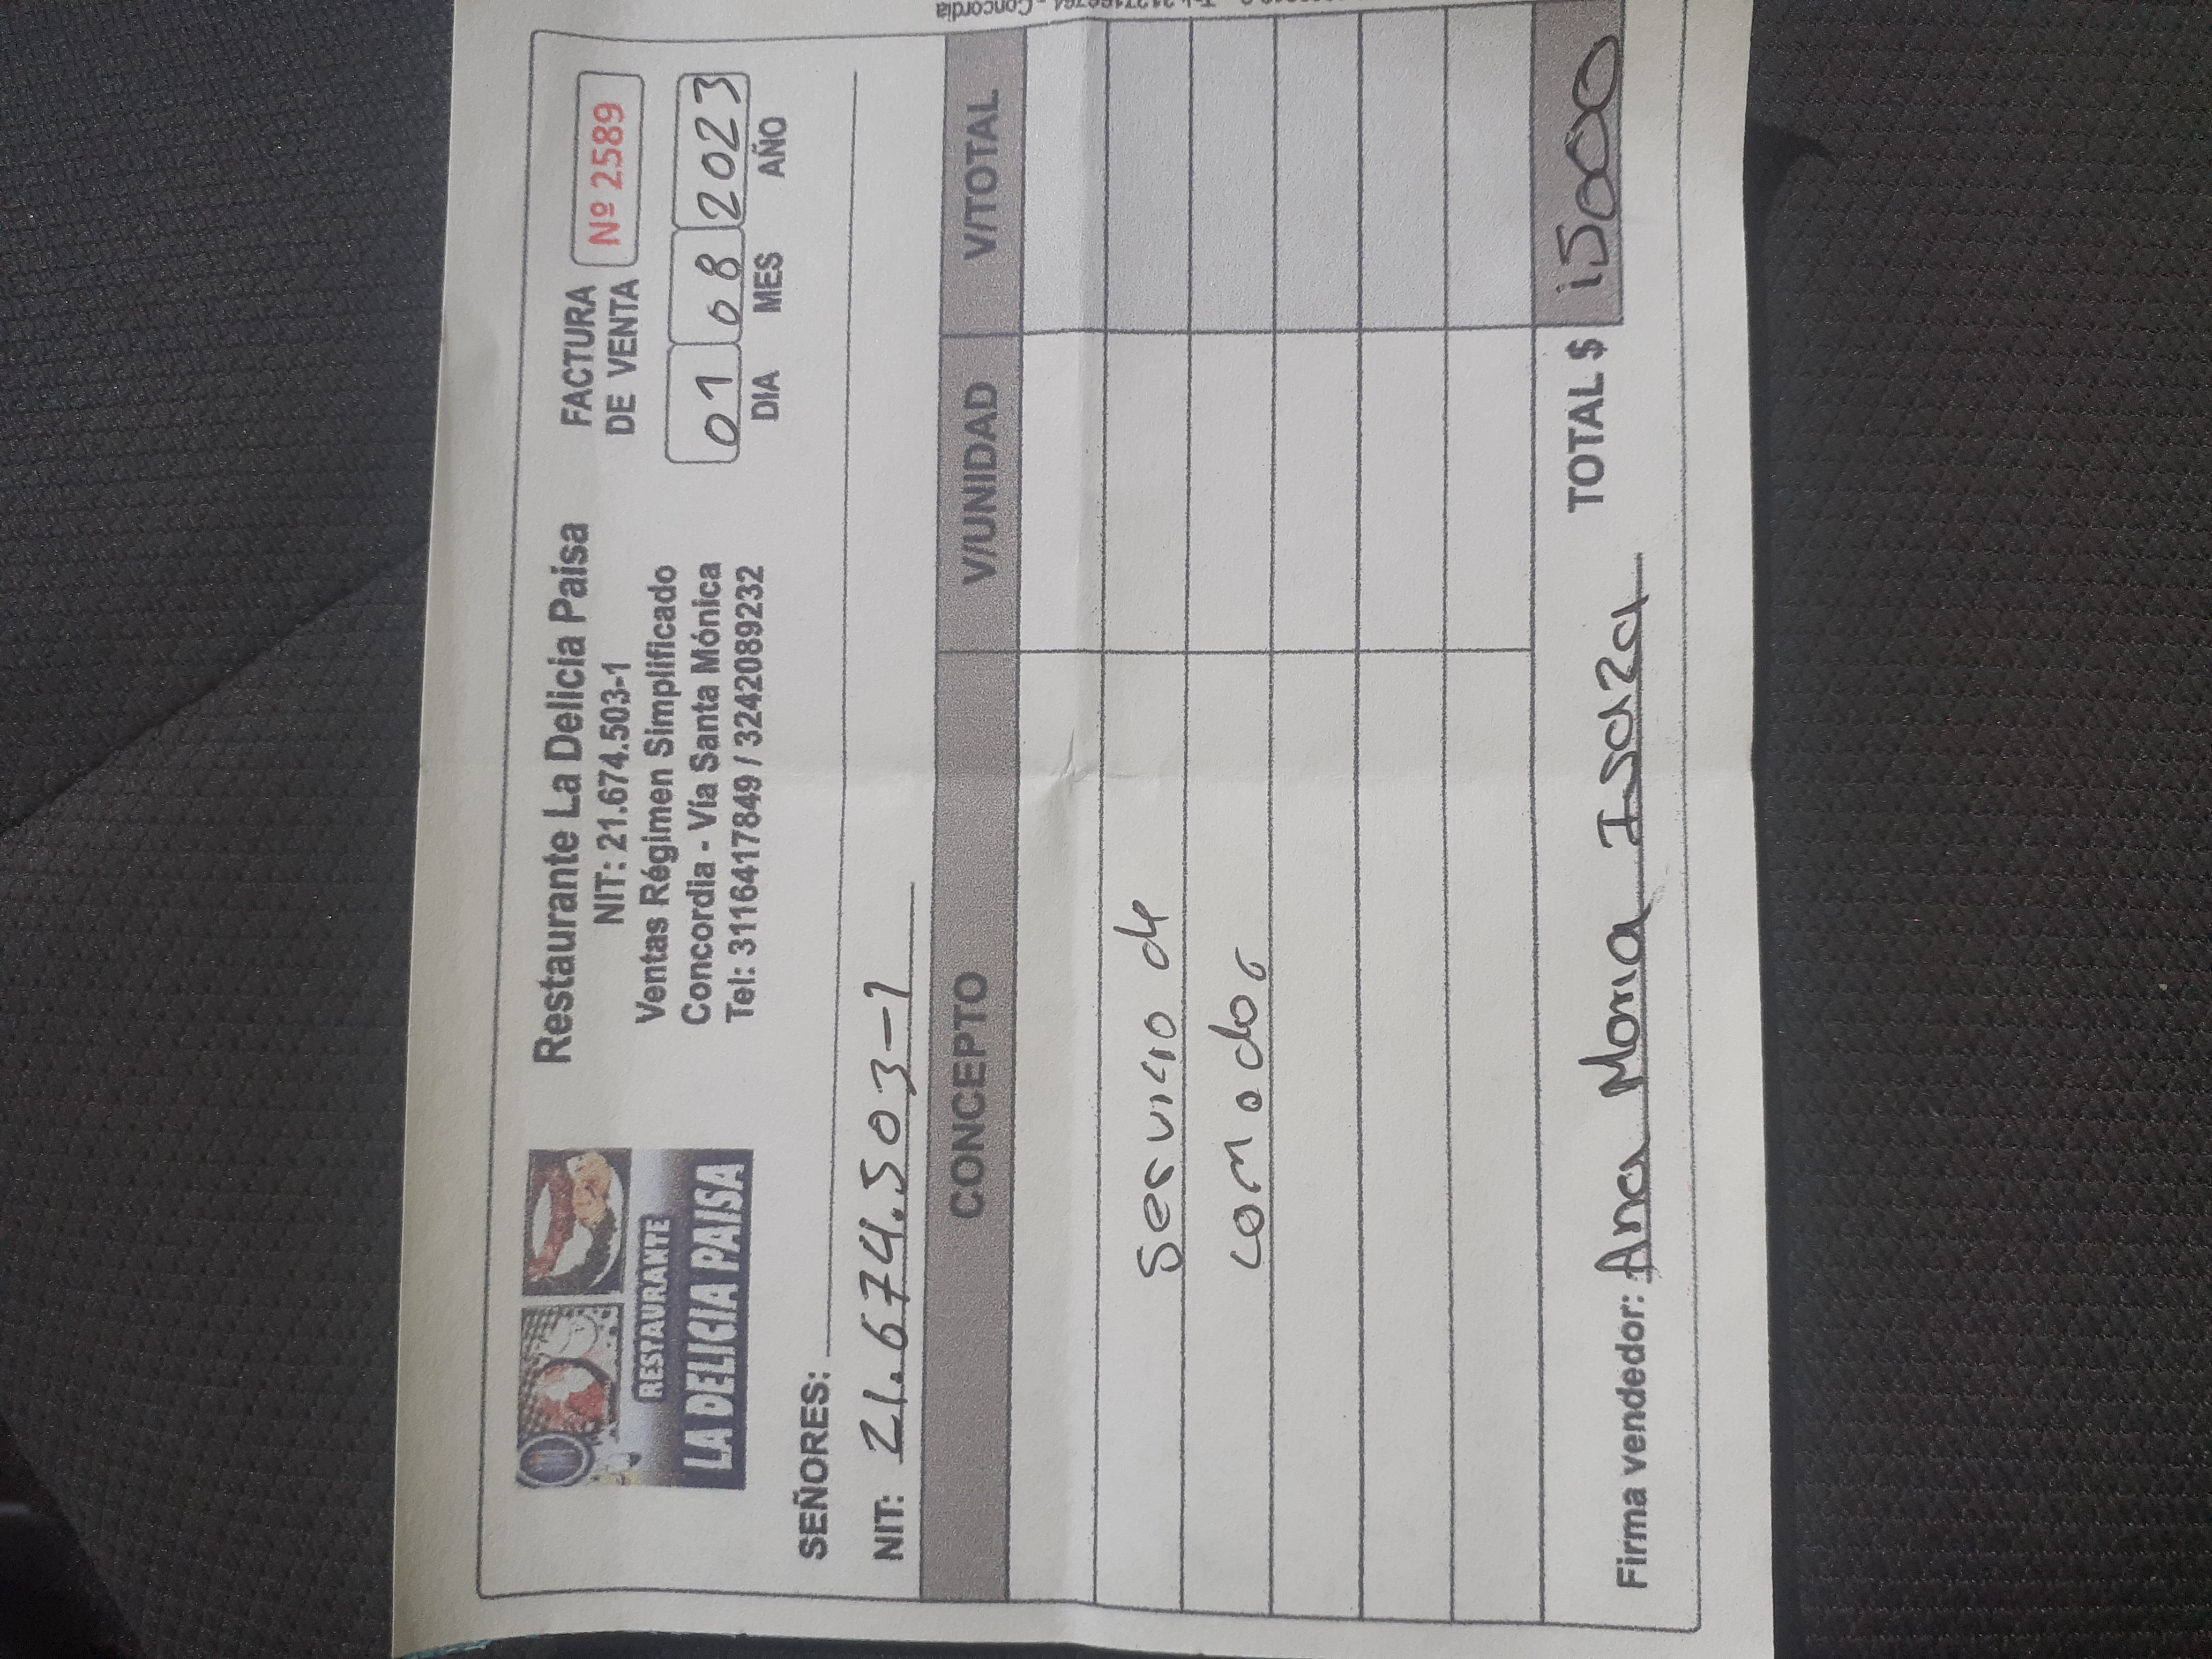 Restaurante La Delicia Paisa
NIT: 21.674.503-1
Ventas Régimen Simplificado
Concordia - Vía Santa Mónica
Tel: 3116417849 / 3242089232
RESTAURANTE
LA DELICIA PAISA
FACTURA
DE VENTA
Nº 2589
01 08 2023
DIA MES AÑO
SEÑORES:
NIT: 21.674.503-1
CONCEPTO V/UNIDAD V/TOTAL
Servicio de
comedor
Firma vendedor: Ana Maria Isaza TOTAL $ 15000
Concordia